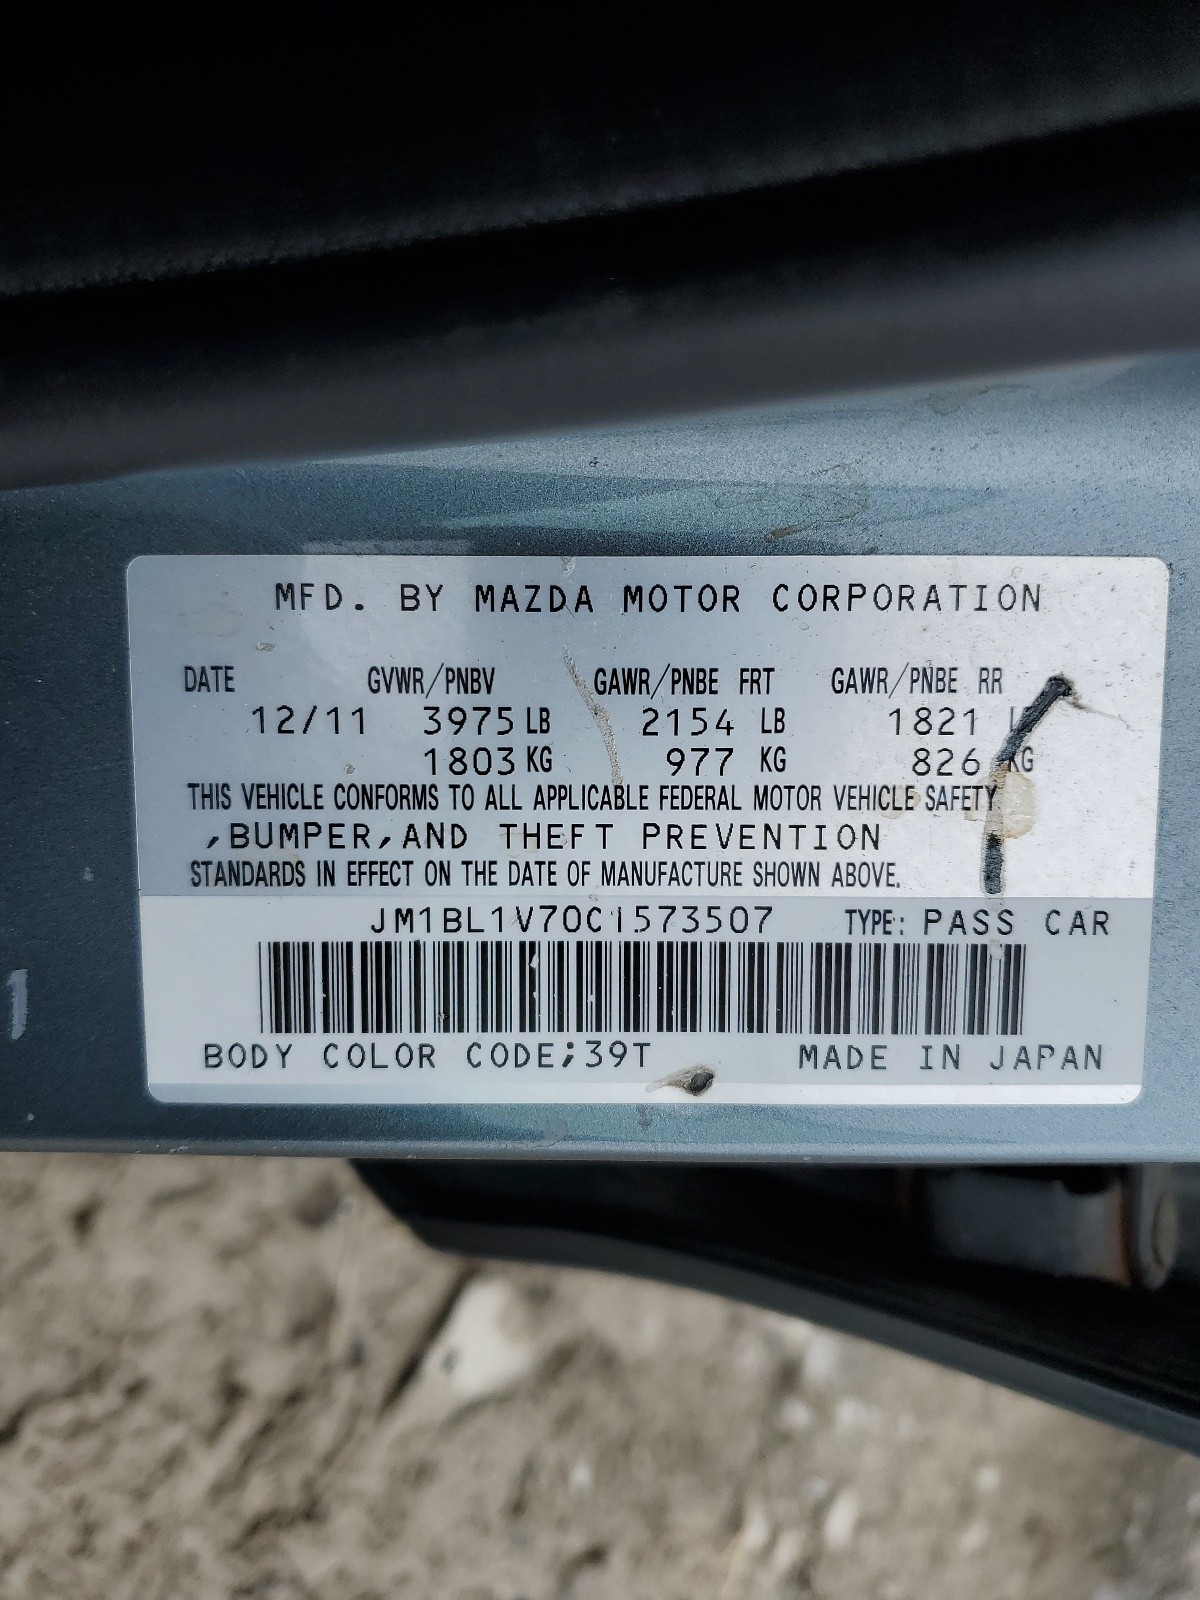 MFD. BY MAZDA MOTOR CORPORATION
DATE GVWR/PNBV GAWR/PNBE FRT GAWR/PNBE RR
12/11 3975 LB 2154 LB 1821
1803 KG 977 KG 826 KG
THIS VEHICLE CONFORMS TO ALL APPLICABLE FEDERAL MOTOR VEHICLE SAFETY
,BUMPER,AND THEFT PREVENTION
STANDARDS IN EFFECT ON THE DATE OF MANUFACTURE SHOWN ABOVE.
JM1BL1V70C1573507 TYPE: PASS CAR
BODY COLOR CODE;39T MADE IN JAPAN